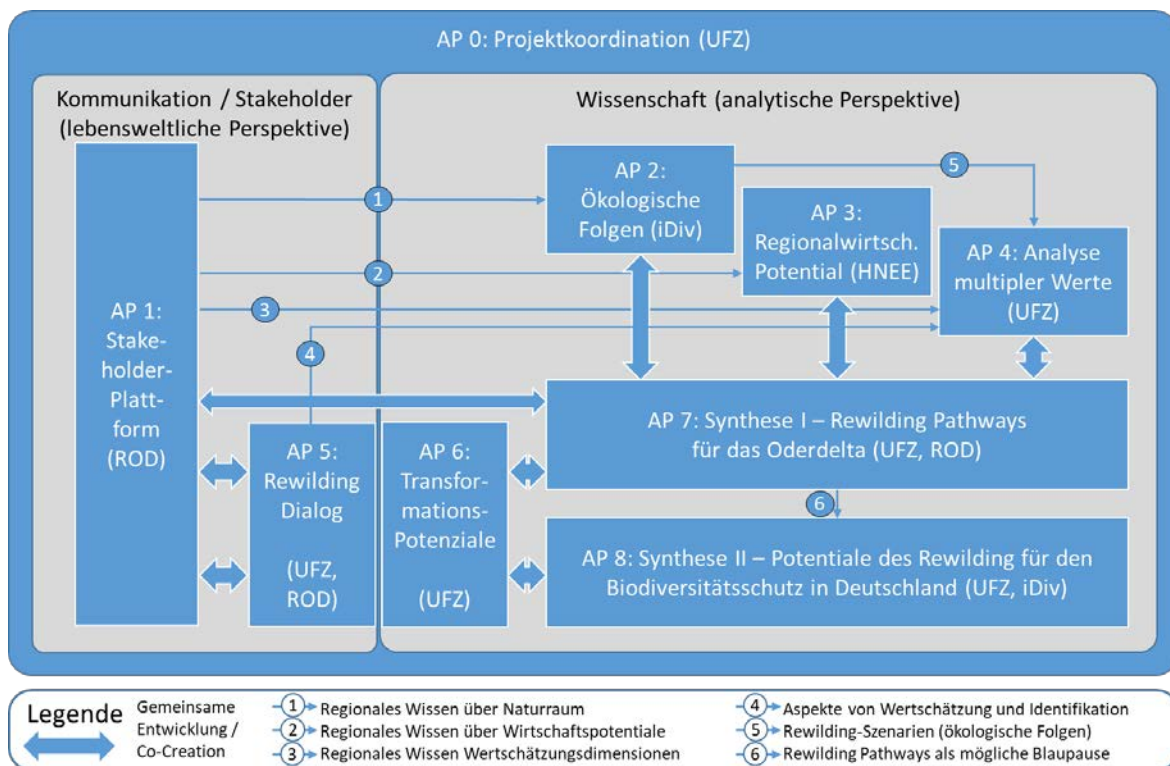 AP 0: Projektkoordination (UFZ)
Kommunikation / Stakeholder
(lebensweltliche Perspektive)
Wissenschaft (analytische Perspektive)
AP 1:
Stake-
holder-
Platt-
form
(ROD)
AP 2:
Ökologische
Folgen (iDiv)
AP 3:
Regionalwirtsch.
Potential (HNEE)
AP 4: Analyse
multipler Werte
(UFZ)
1
2
3
4
5
AP 5:
Rewilding
Dialog
(UFZ,
ROD)
AP 6:
Transfor-
mations-
Potenziale
(UFZ)
AP 7: Synthese I – Rewilding Pathways
für das Oderdelta (UFZ, ROD)
6
AP 8: Synthese II – Potentiale des Rewilding für den
Biodiversitätsschutz in Deutschland (UFZ, iDiv)
Legende
Gemeinsame
Entwicklung /
Co-Creation
1 Regionales Wissen über Naturraum
2 Regionales Wissen über Wirtschaftspotentiale
3 Regionales Wissen Wertschätzungsdimensionen
4 Aspekte von Wertschätzung und Identifikation
5 Rewilding-Szenarien (ökologische Folgen)
6 Rewilding Pathways als mögliche Blaupause